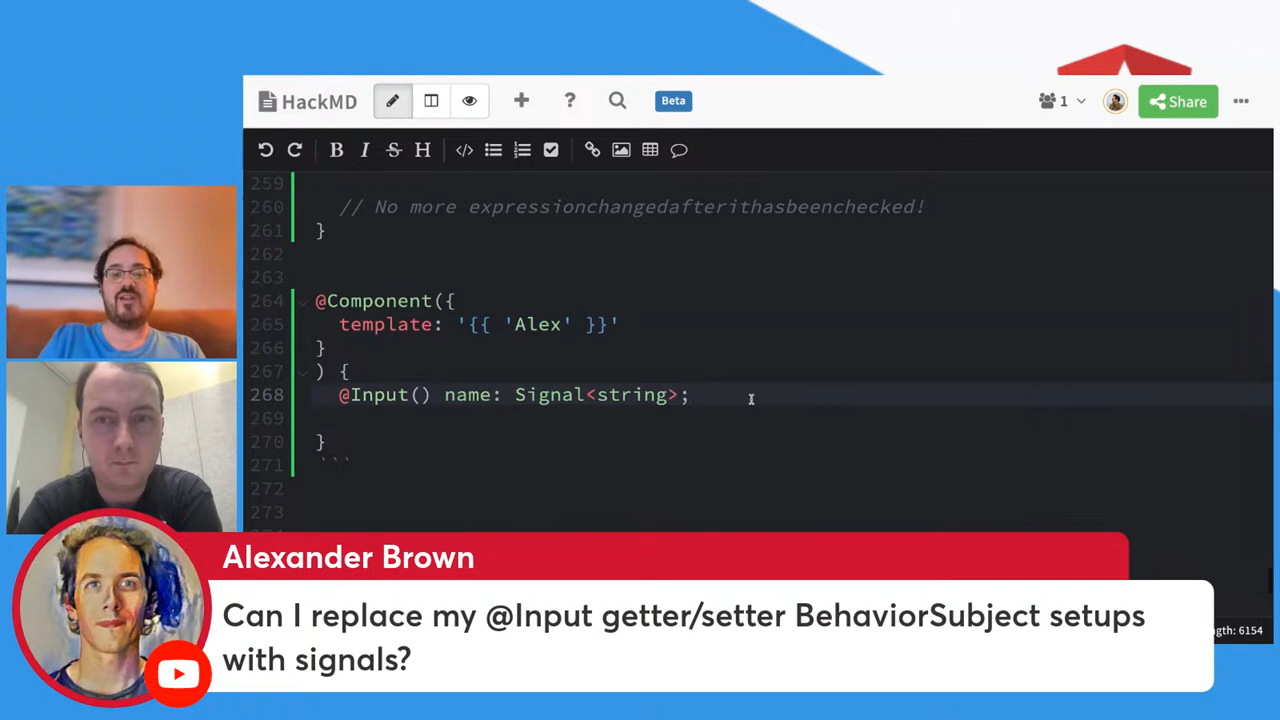 HackMD
Beta
1
Share
B I S H
259
260 // No more expressionchangedafterithasbeenchecked!
261 }
262
263
264 @Component({
265 template: '{{ 'Alex' }}'
266 }
267 ) {
268 @Input() name: Signal<string>;
269
270 }
271 ```
272
273
gth: 6154
Alexander Brown
Can I replace my @Input getter/setter BehaviorSubject setups
with signals?